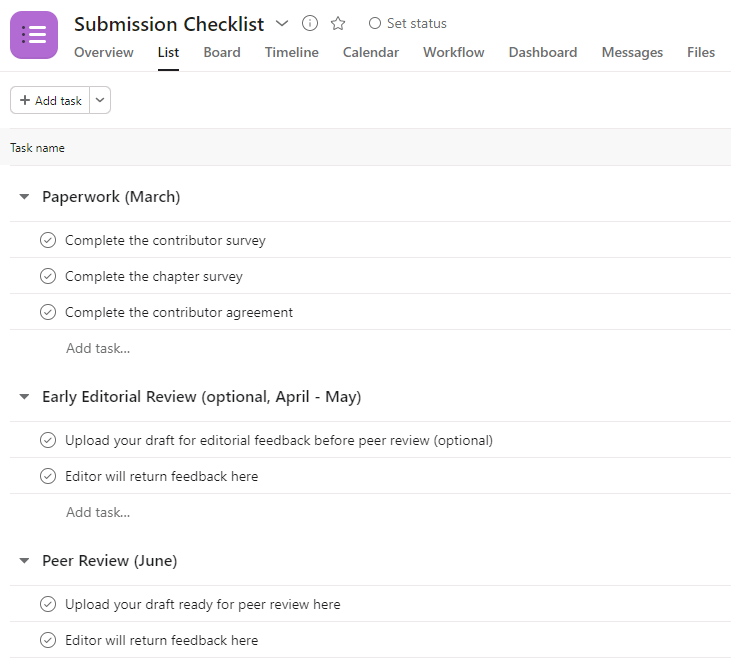 Submission Checklist
Set status
Overview List Board Timeline Calendar Workflow Dashboard Messages Files
+ Add task
Task name
Paperwork (March)
Complete the contributor survey
Complete the chapter survey
Complete the contributor agreement
Add task...
Early Editorial Review (optional, April - May)
Upload your draft for editorial feedback before peer review (optional)
Editor will return feedback here
Add task...
Peer Review (June)
Upload your draft ready for peer review here
Editor will return feedback here